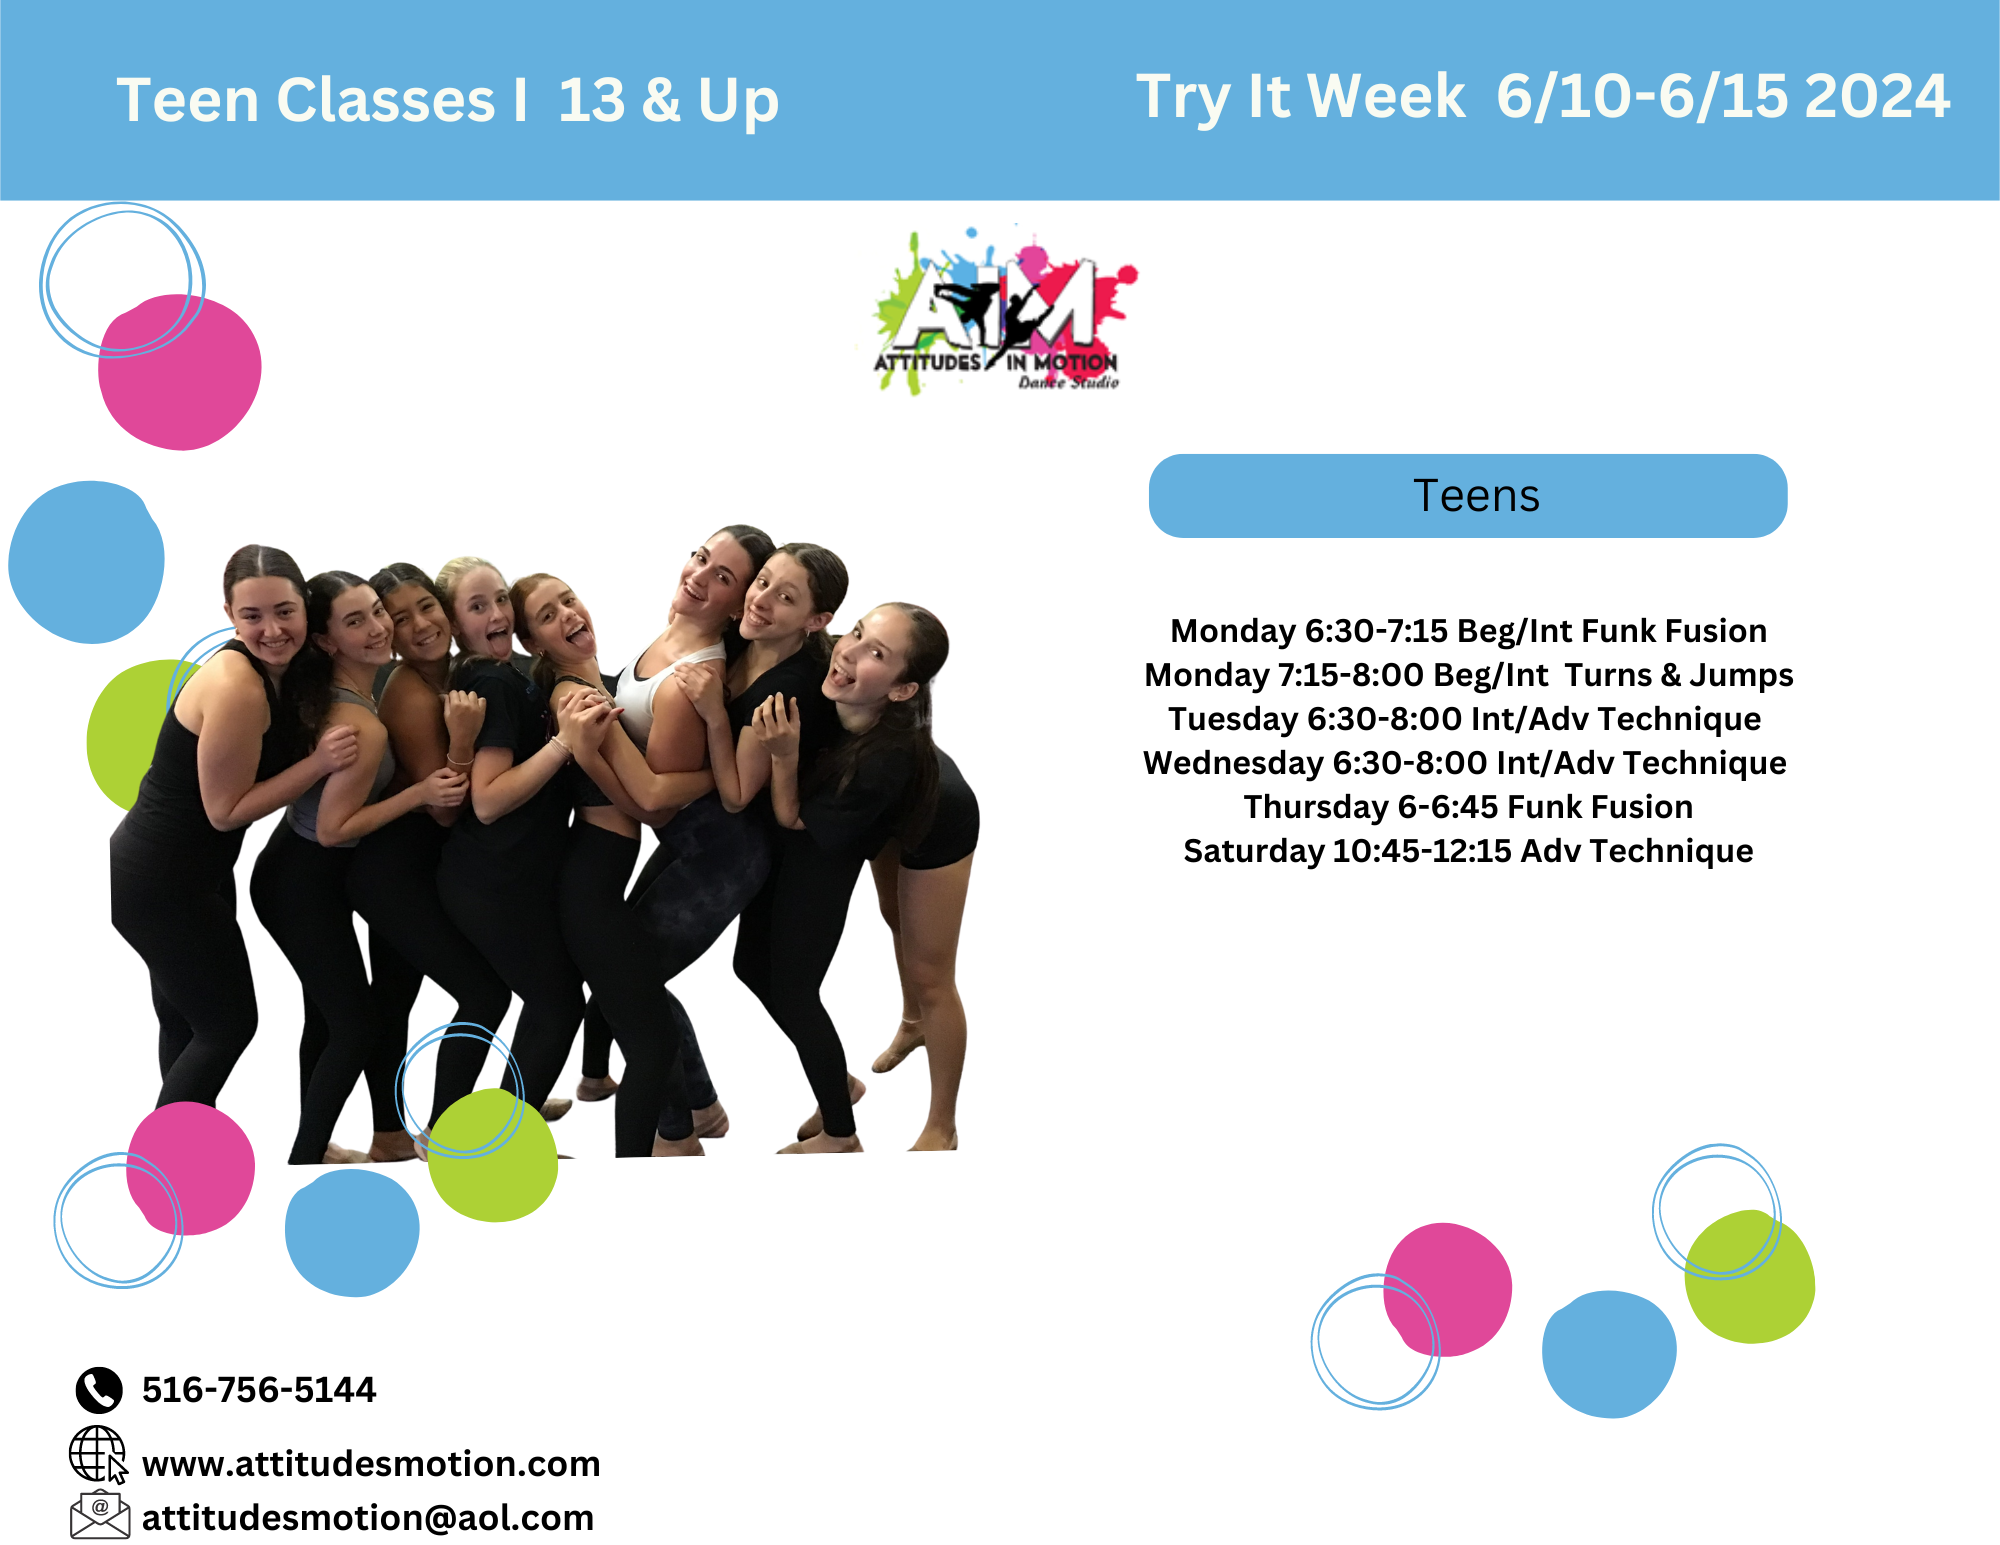 Teen Classes I  13 & Up
Try It Week  6/10-6/15 2024
AIM
ATTITUDES IN MOTION
Dance Studio
Teens
Monday 6:30-7:15 Beg/Int Funk Fusion
Monday 7:15-8:00 Beg/Int  Turns & Jumps
Tuesday 6:30-8:00 Int/Adv Technique
Wednesday 6:30-8:00 Int/Adv Technique
Thursday 6-6:45 Funk Fusion
Saturday 10:45-12:15 Adv Technique
516-756-5144
www.attitudesmotion.com
@
attitudesmotion@aol.com